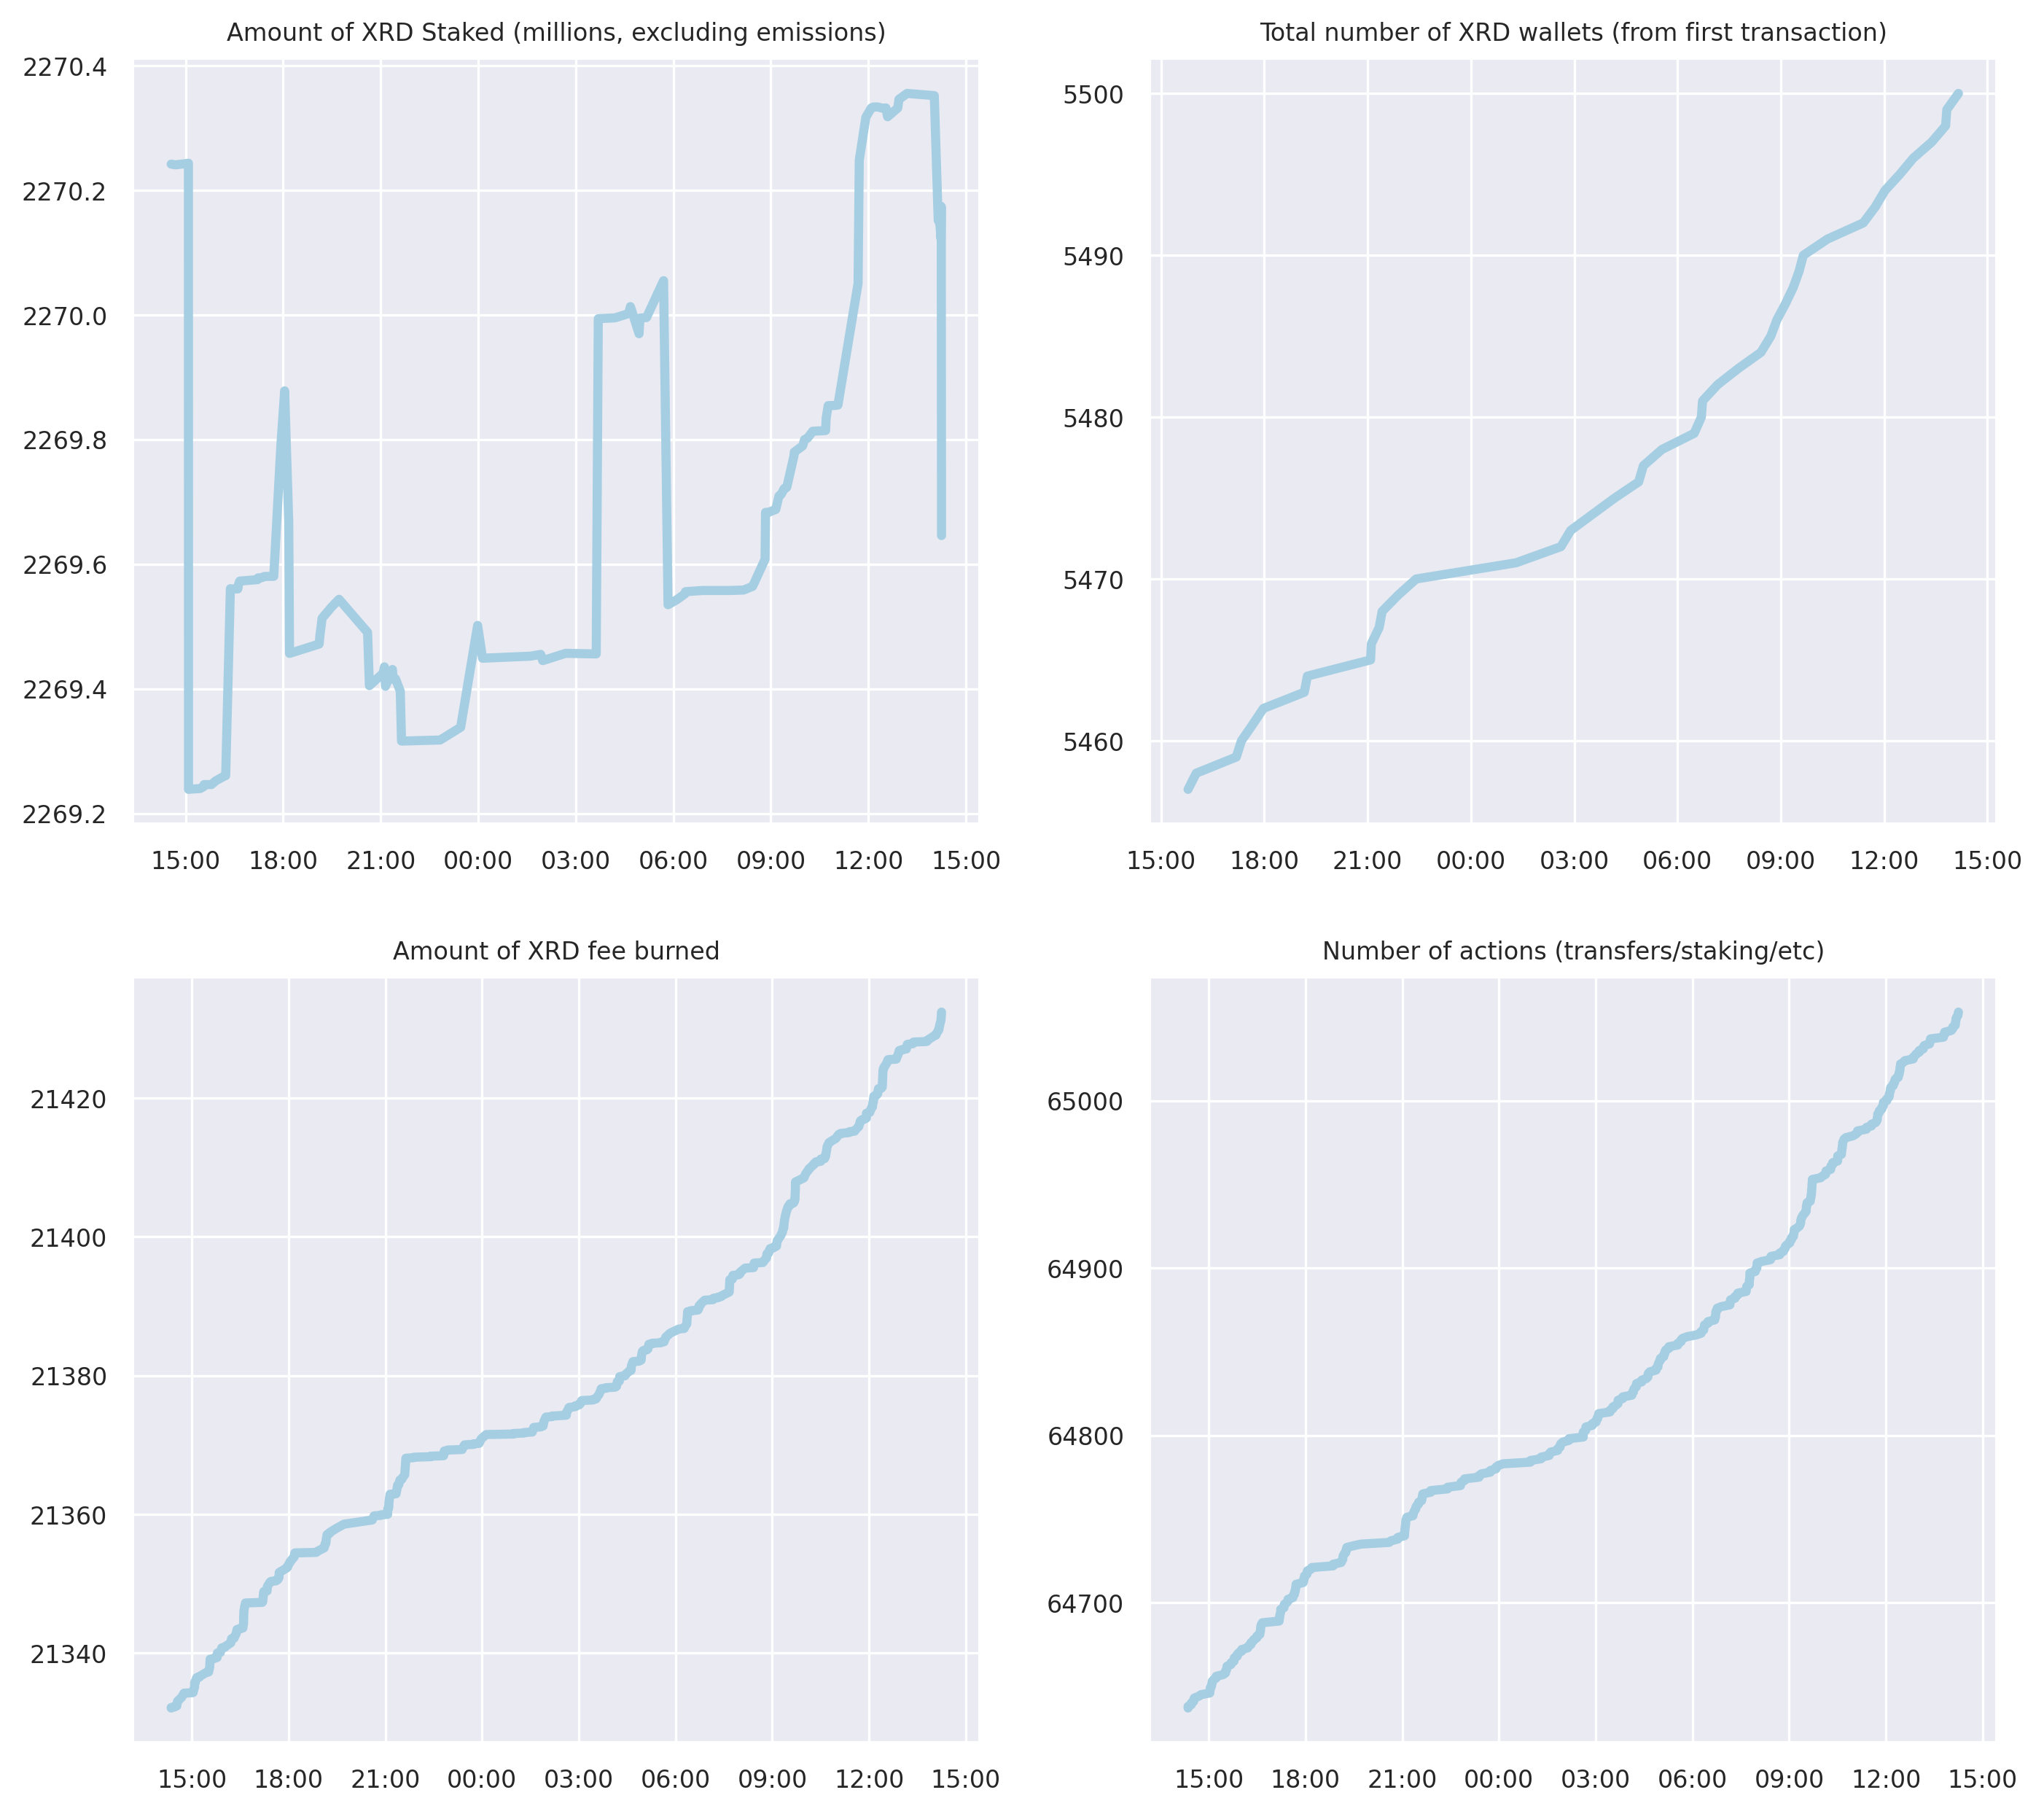 Amount of XRD Staked (millions, excluding emissions)
2270.4
2270.2
2270.0
2269.8
2269.6
2269.4
2269.2
15:00 18:00 21:00 00:00 03:00 06:00 09:00 12:00 15:00
Total number of XRD wallets (from first transaction)
5500
5490
5480
5470
5460
15:00 18:00 21:00 00:00 03:00 06:00 09:00 12:00 15:00
Amount of XRD fee burned
21420
21400
21380
21360
21340
15:00 18:00 21:00 00:00 03:00 06:00 09:00 12:00 15:00
Number of actions (transfers/staking/etc)
65000
64900
64800
64700
15:00 18:00 21:00 00:00 03:00 06:00 09:00 12:00 15:00